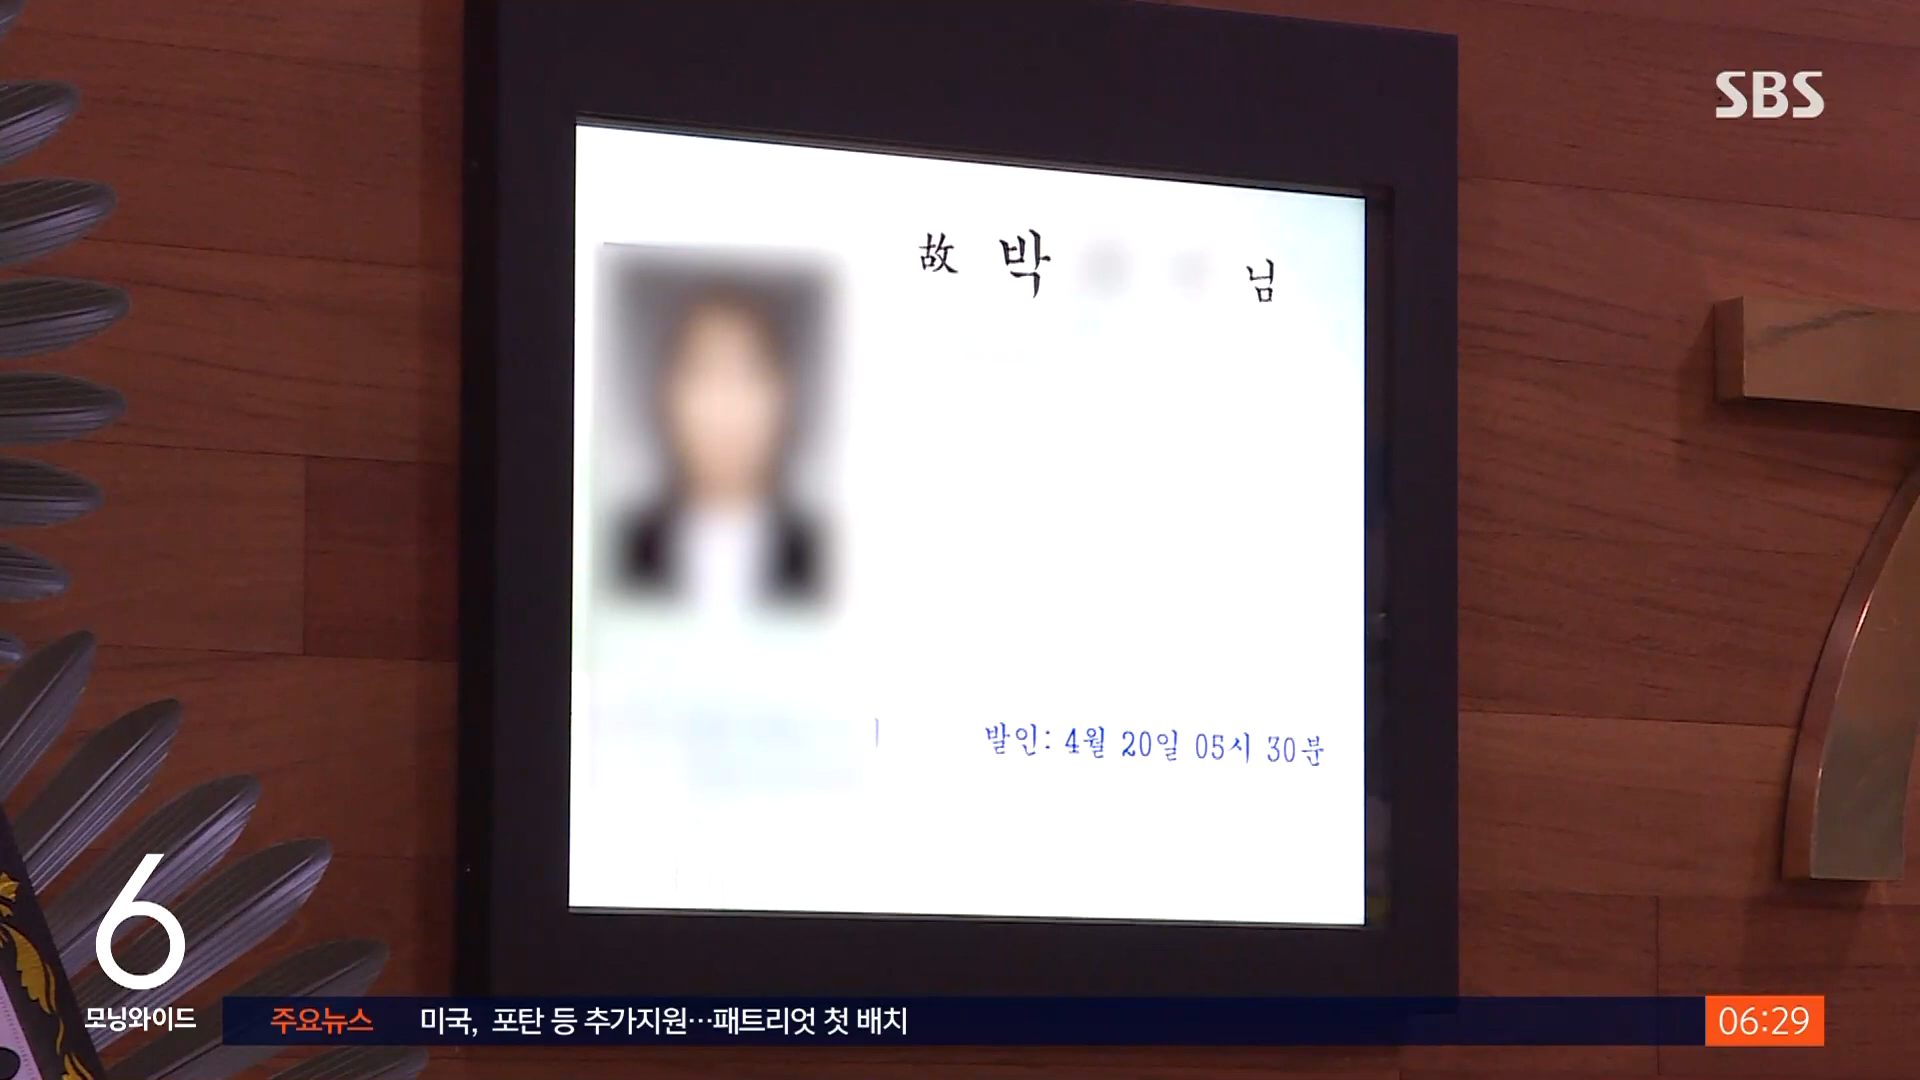 SBS
故 박 님
발인: 4월 20일 05시 30분
6
모닝와이드
주요뉴스 미국, 포탄 등 추가지원…패트리엇 첫 배치
06:29